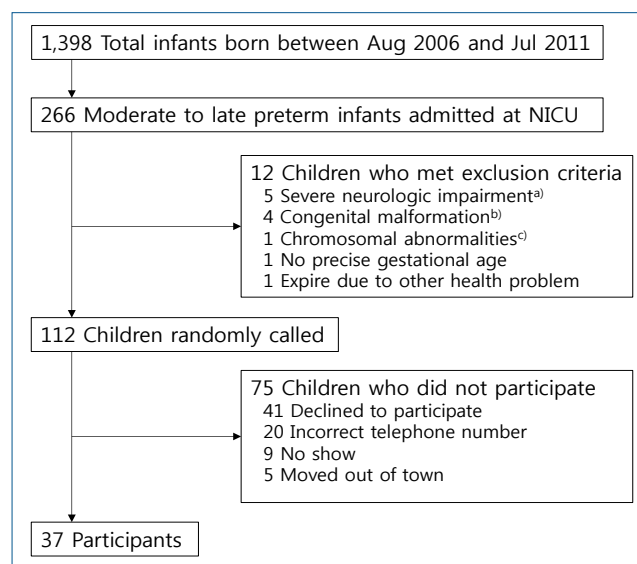 1,398 Total infants born between Aug 2006 and Jul 2011
266 Moderate to late preterm infants admitted at NICU
12 Children who met exclusion criteria
5 Severe neurologic impairmentᵃ⁾
4 Congenital malformationᵇ⁾
1 Chromosomal abnormalitiesᶜ⁾
1 No precise gestational age
1 Expire due to other health problem
112 Children randomly called
75 Children who did not participate
41 Declined to participate
20 Incorrect telephone number
9 No show
5 Moved out of town
37 Participants